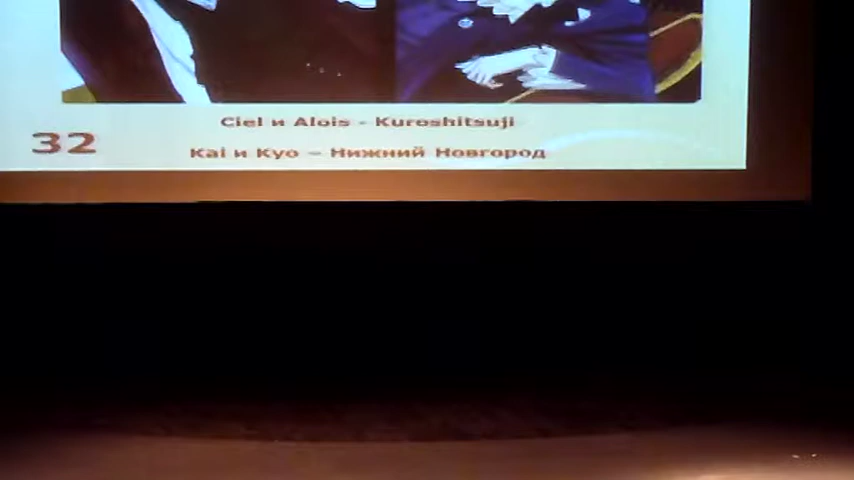 Ciel и Alois - Kuroshitsuji
32
Kai и Kyo – Нижний Новгород